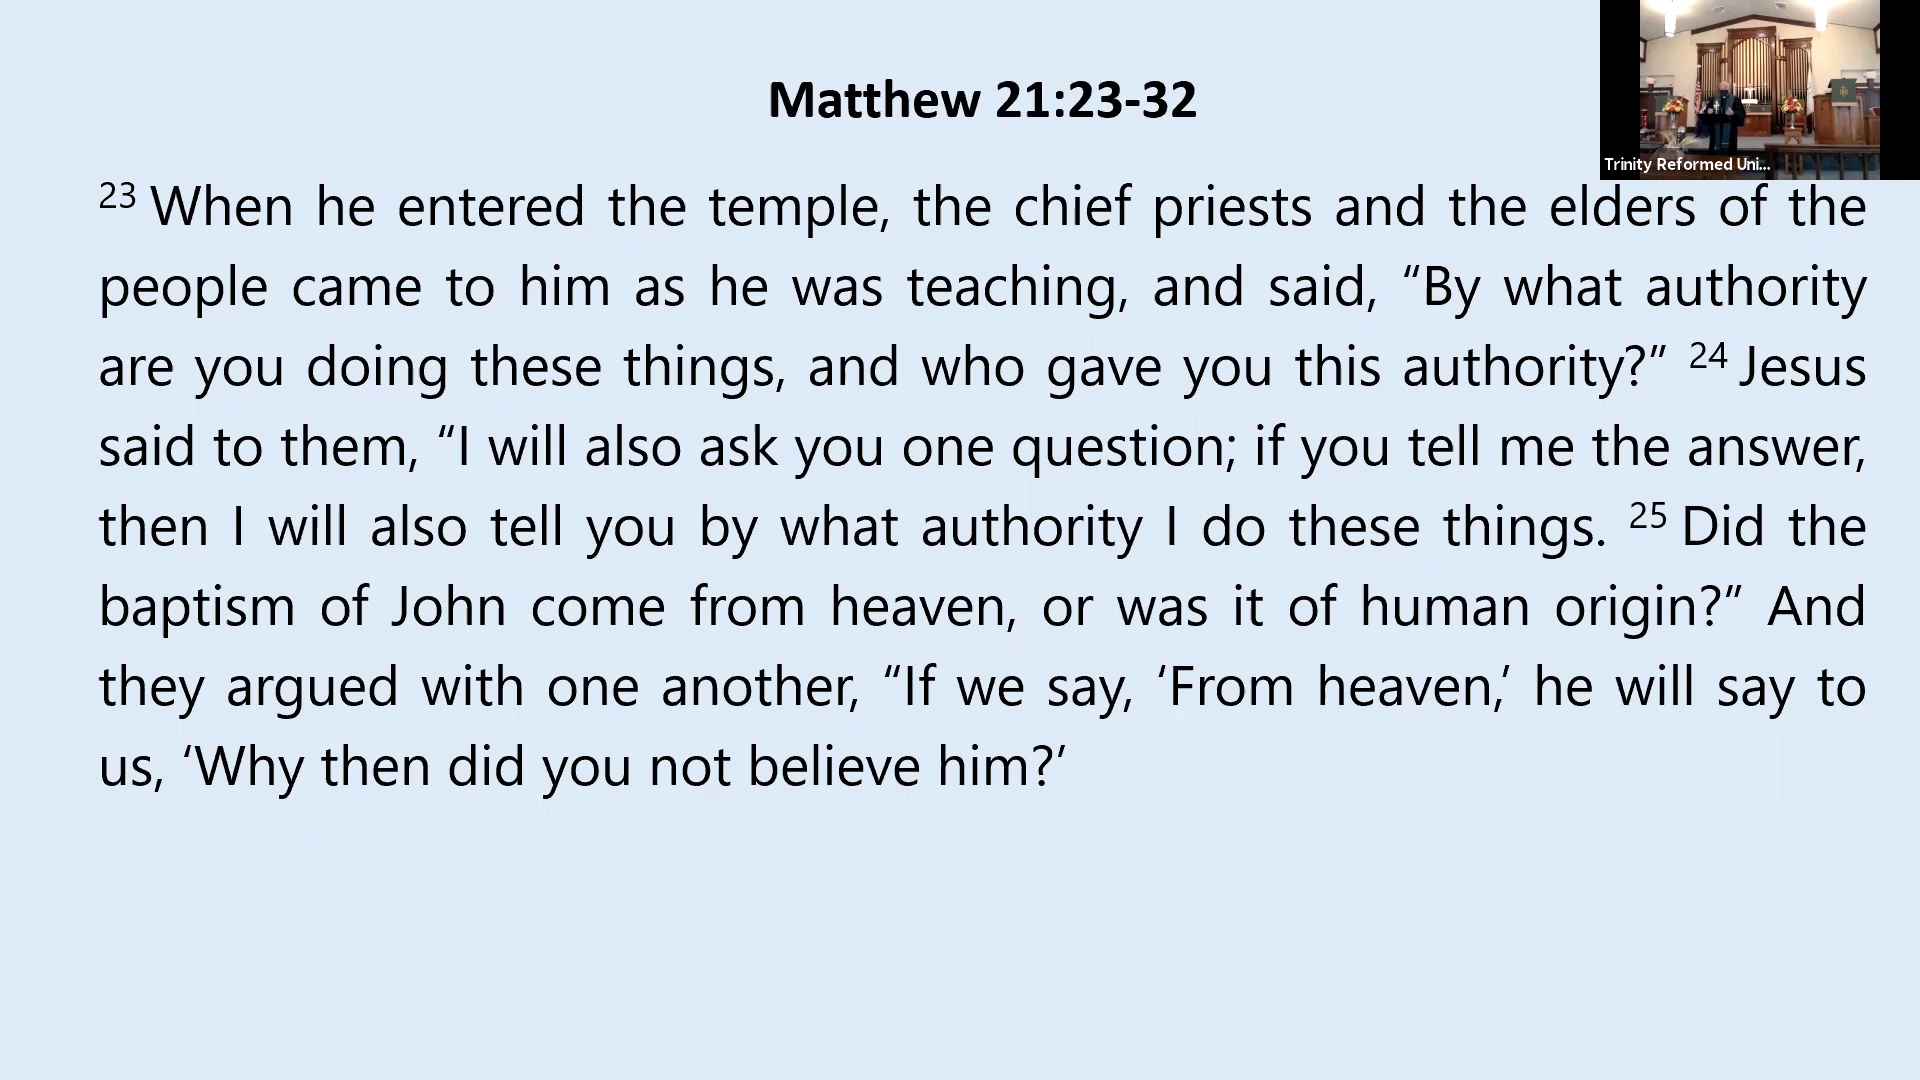 Matthew 21:23-32
Trinity Reformed Uni...
23 When he entered the temple, the chief priests and the elders of the
people came to him as he was teaching, and said, “By what authority
are you doing these things, and who gave you this authority?” 24 Jesus
said to them, “I will also ask you one question; if you tell me the answer,
then I will also tell you by what authority I do these things. 25 Did the
baptism of John come from heaven, or was it of human origin?” And
they argued with one another, “If we say, ‘From heaven,’ he will say to
us, ‘Why then did you not believe him?’